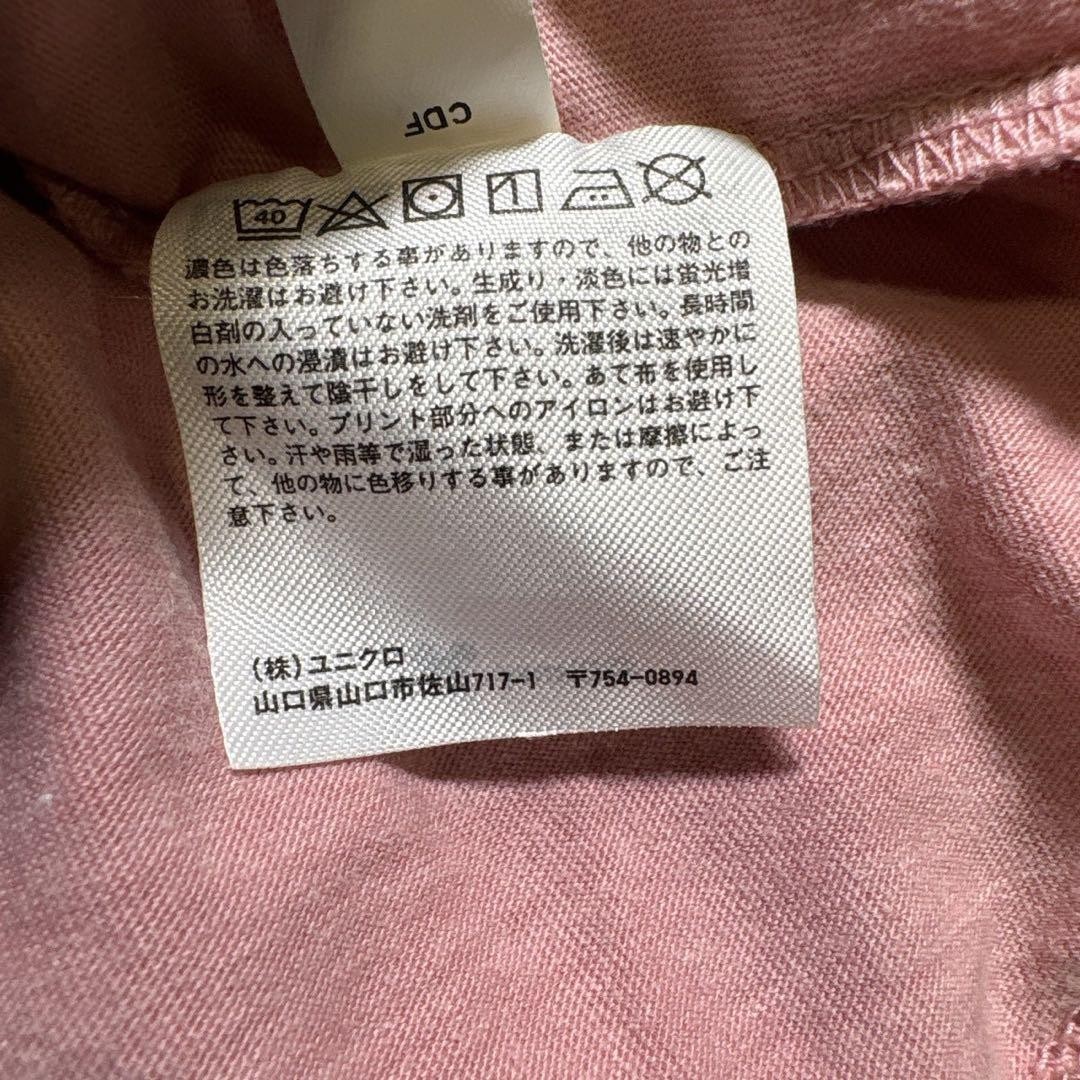 CDF
40
濃色は色落ちする事がありますので、他の物との
お洗濯はお避け下さい。生成り・淡色には蛍光増
白剤の入っていない洗剤をご使用下さい。長時間
の水への浸漬はお避け下さい。洗濯後は速やかに
形を整えて陰干しをして下さい。あて布を使用し
て下さい。プリント部分へのアイロンはお避け下
さい。汗や雨等で湿った状態、または摩擦によっ
て、他の物に色移りする事がありますので、ご注
意下さい。
(株)ユニクロ
山口県山口市佐山717-1 〒754-0894